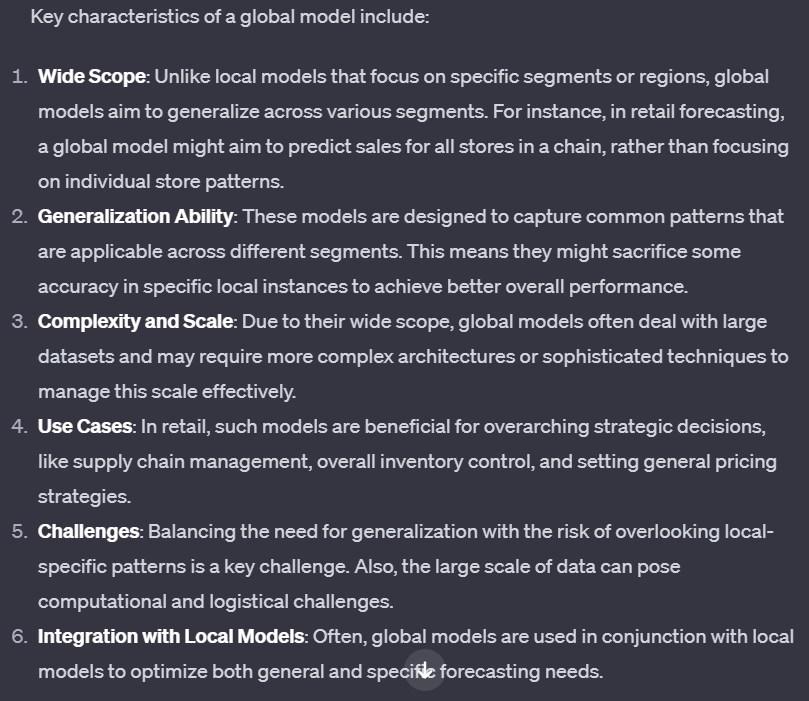 Key characteristics of a global model include:
1. Wide Scope: Unlike local models that focus on specific segments or regions, global
models aim to generalize across various segments. For instance, in retail forecasting,
a global model might aim to predict sales for all stores in a chain, rather than focusing
on individual store patterns.
2. Generalization Ability: These models are designed to capture common patterns that
are applicable across different segments. This means they might sacrifice some
accuracy in specific local instances to achieve better overall performance.
3. Complexity and Scale: Due to their wide scope, global models often deal with large
datasets and may require more complex architectures or sophisticated techniques to
manage this scale effectively.
4. Use Cases: In retail, such models are beneficial for overarching strategic decisions,
like supply chain management, overall inventory control, and setting general pricing
strategies.
5. Challenges: Balancing the need for generalization with the risk of overlooking local-
specific patterns is a key challenge. Also, the large scale of data can pose
computational and logistical challenges.
6. Integration with Local Models: Often, global models are used in conjunction with local
models to optimize both general and specific forecasting needs.